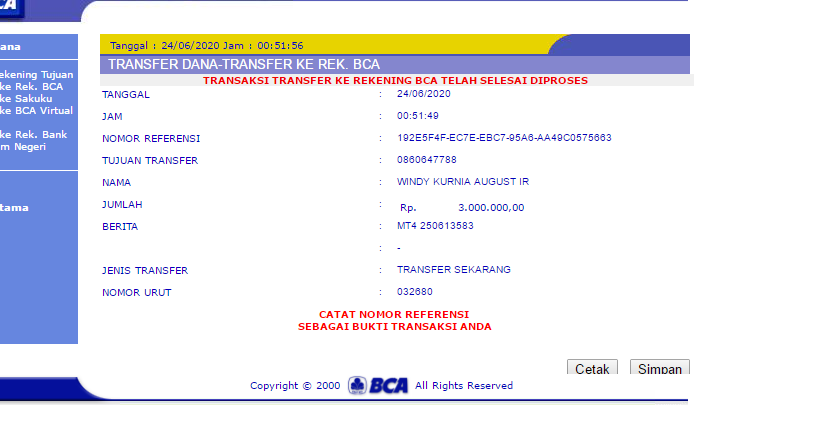 CA
Tanggal : 24/06/2020 Jam : 00:51:56
ana
TRANSFER DANA-TRANSFER KE REK. BCA
TRANSAKSI TRANSFER KE REKENING BCA TELAH SELESAI DIPROSES
ekening Tujuan
ke Rek. BCA
ke Sakuku
ke BCA Virtual
ke Rek. Bank
m Negeri
tama
TANGGAL : 24/06/2020
JAM : 00:51:49
NOMOR REFERENSI : 192E5F4F-EC7E-EBC7-95A6-AA49C0575663
TUJUAN TRANSFER : 0860647788
NAMA : WINDY KURNIA AUGUST IR
JUMLAH : Rp. 3.000.000,00
BERITA : MT4 250613583
: -
JENIS TRANSFER : TRANSFER SEKARANG
NOMOR URUT : 032680
CATAT NOMOR REFERENSI
SEBAGAI BUKTI TRANSAKSI ANDA
Cetak Simpan
Copyright © 2000 BCA All Rights Reserved